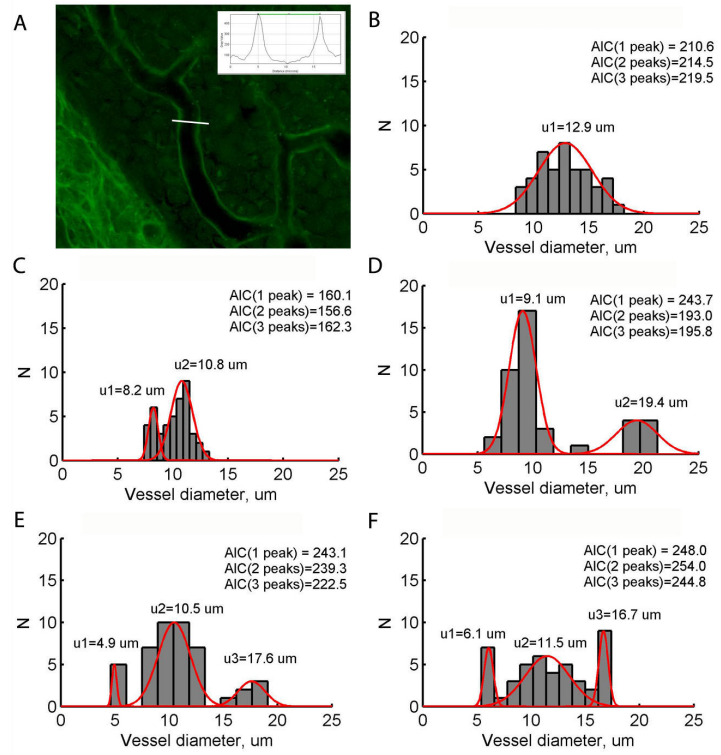 A
B
20
15
10
5
0
N
AIC(1 peak) = 210.6
AIC(2 peaks) = 214.5
AIC(3 peaks) = 219.5
u1=12.9 um
0 5 10 15 20 25
Vessel diameter, um
C
20
15
10
5
0
N
AIC(1 peak) = 160.1
AIC(2 peaks)=156.6
AIC(3 peaks)=162.3
u2=10.8 um
u1=8.2 um
0 5 10 15 20 25
Vessel diameter, um
D
20
15
10
5
0
N
u1=9.1 um
AIC(1 peak) = 243.7
AIC(2 peaks)=193.0
AIC(3 peaks)=195.8
u2=19.4 um
0 5 10 15 20 25
Vessel diameter, um
E
20
15
10
5
0
N
AIC(1 peak) = 243.1
AIC(2 peaks)=239.3
AIC(3 peaks)=222.5
u2=10.5 um
u1=4.9 um
u3=17.6 um
0 5 10 15 20 25
Vessel diameter, um
F
20
15
10
5
0
N
AIC(1 peak) = 248.0
AIC(2 peaks)=254.0
AIC(3 peaks)=244.8
u3=16.7 um
u1=6.1 um
u2=11.5 um
0 5 10 15 20 25
Vessel diameter, um